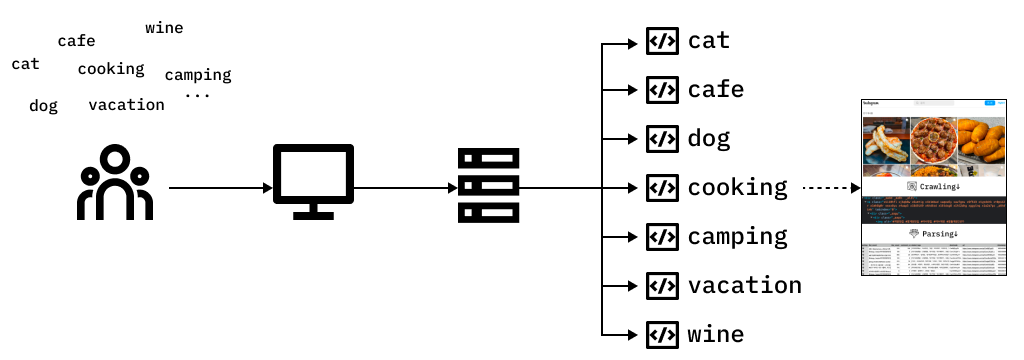 wine
cafe
cat
cooking
camping
...
dog
vacation
</> cat
</> cafe
</> dog
</> cooking
</> camping
</> vacation
</> wine
Instagram
Crawling↓
Parsing↓